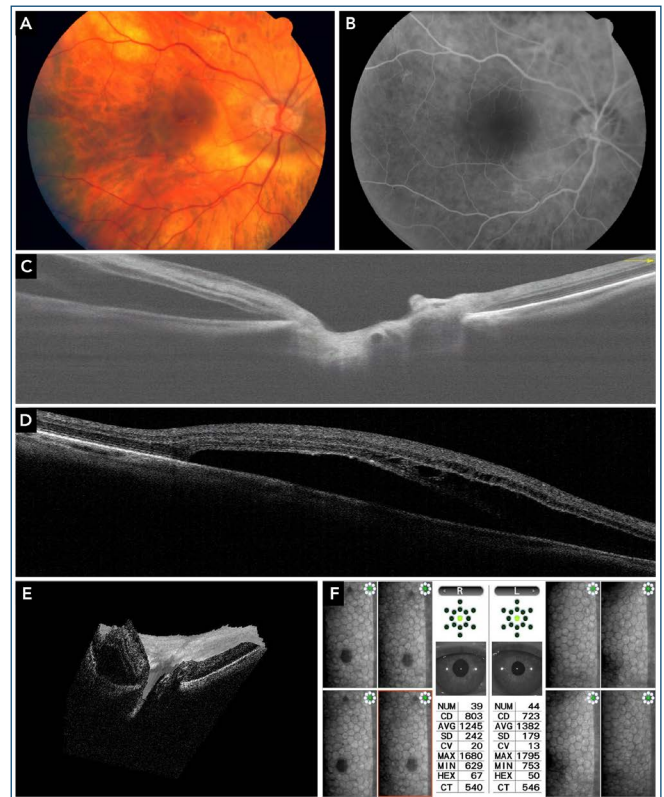 A
B
C
D
E
F
R
L
NUM 39
CD 803
AVG 1245
SD 242
CV 20
MAX 1680
MIN 629
HEX 67
CT 540
NUM 44
CD 723
AVG 1382
SD 179
CV 13
MAX 1795
MIN 753
HEX 50
CT 546